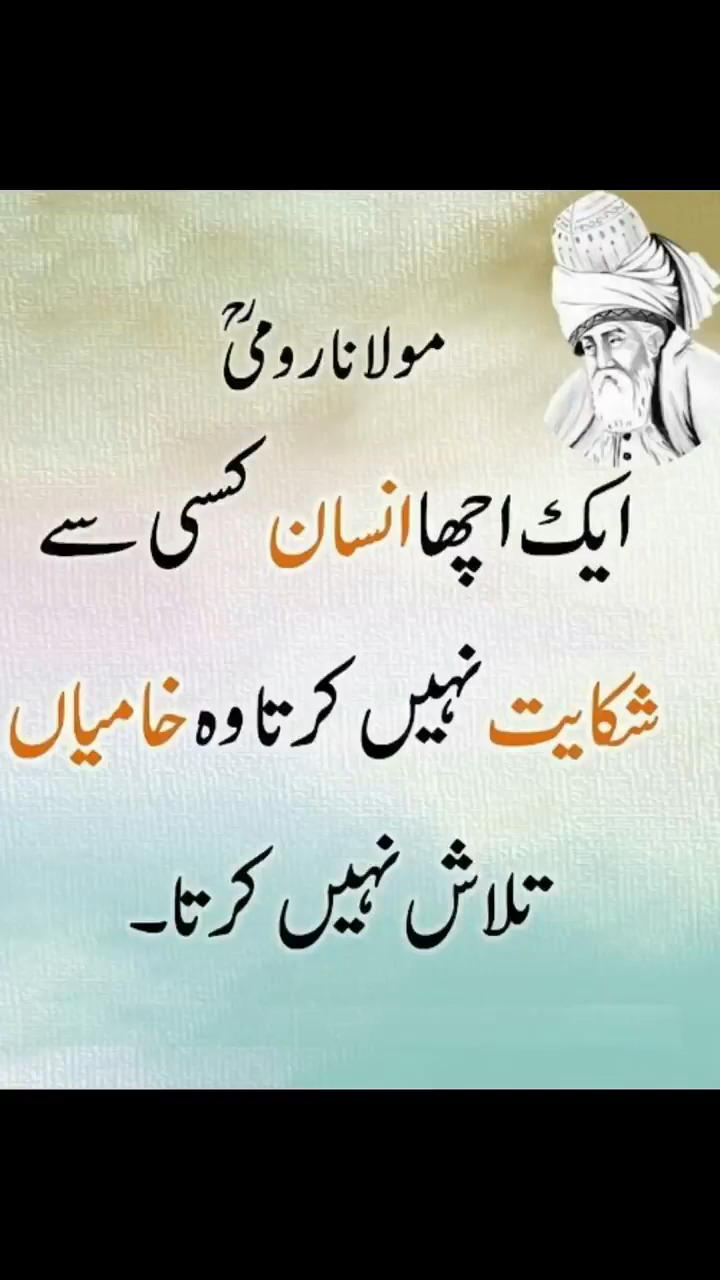 مولانا رومیؒ
ایک اچھا انسان کسی سے
شکایت نہیں کرتا وہ خامیاں
تلاش نہیں کرتا۔